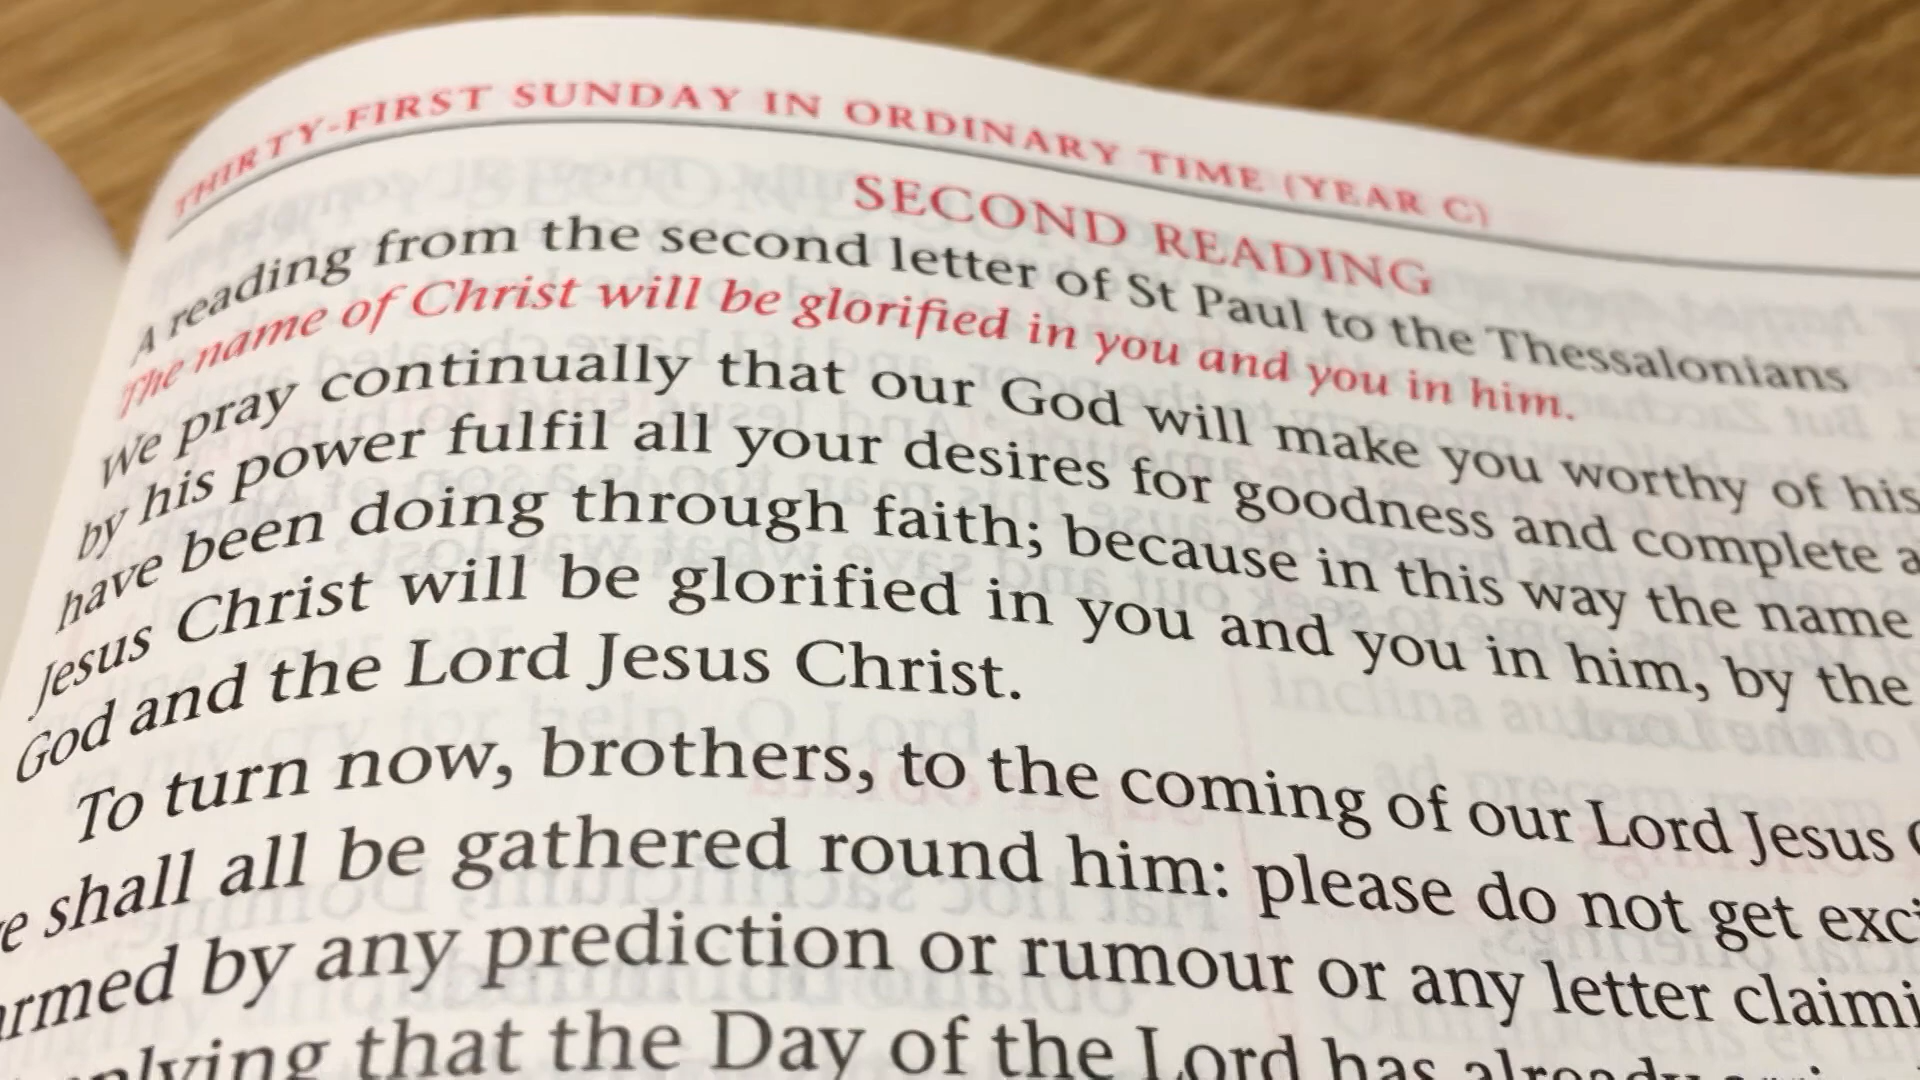 THIRTY-FIRST SUNDAY IN ORDINARY TIME (YEAR C)
SECOND READING
A reading from the second letter of St Paul to the Thessalonians
The name of Christ will be glorified in you and you in him.
We pray continually that our God will make you worthy of his
by his power fulfil all your desires for goodness and complete a
have been doing through faith; because in this way the name
Jesus Christ will be glorified in you and you in him, by the
God and the Lord Jesus Christ.
To turn now, brothers, to the coming of our Lord Jesus
e shall all be gathered round him: please do not get exci
rmed by any prediction or rumour or any letter claimi
plying that the Day of the Lord has already